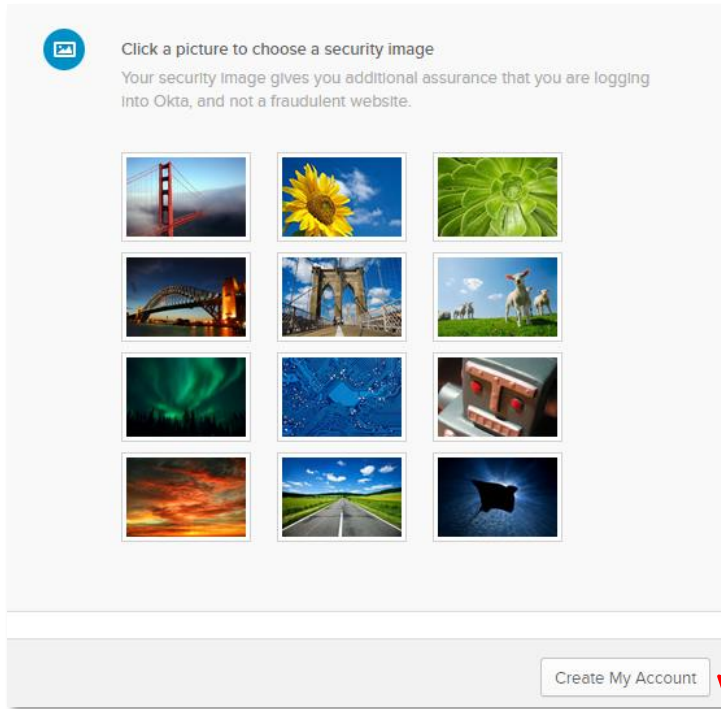 Click a picture to choose a security image
Your security image gives you additional assurance that you are logging
into Okta, and not a fraudulent website.
Create My Account